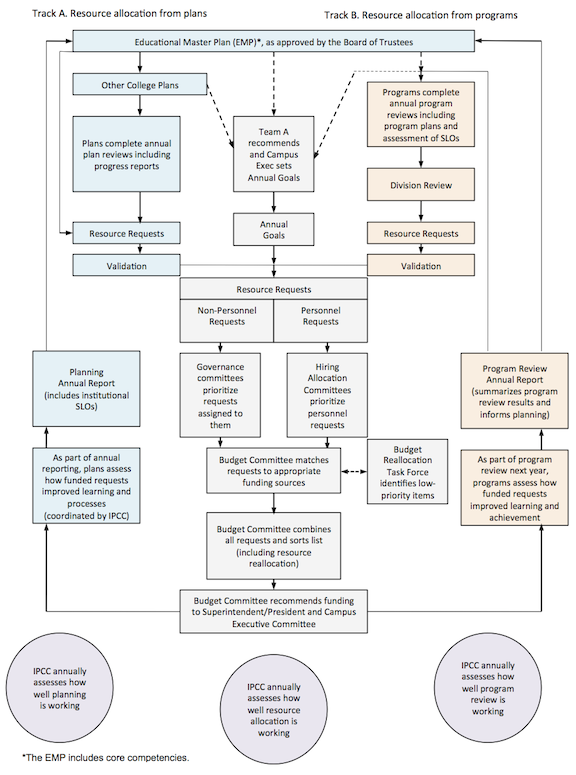 Track A. Resource allocation from plans
Track B. Resource allocation from programs
Educational Master Plan (EMP)*, as approved by the Board of Trustees
Other College Plans
Plans complete annual
plan reviews including
progress reports
Resource Requests
Validation
Team A
recommends
and Campus
Exec sets
Annual Goals
Annual
Goals
Programs complete
annual program
reviews including
program plans and
assessment of SLOs
Division Review
Resource Requests
Validation
Resource Requests
Non-Personnel
Requests
Personnel
Requests
Governance
committees
prioritize
requests
assigned to
them
Hiring
Allocation
Committees
prioritize
personnel
requests
Planning
Annual Report
(includes institutional
SLOs)
Program Review
Annual Report
(summarizes program
review results and
informs planning)
As part of annual
reporting, plans assess
how funded requests
improved learning and
processes
(coordinated by IPCC)
Budget Committee matches
requests to appropriate
funding sources
Budget
Reallocation
Task Force
identifies low-
priority items
As part of program
review next year,
programs assess how
funded requests
improved learning and
achievement
Budget Committee combines
all requests and sorts list
(including resource
reallocation)
Budget Committee recommends funding
to Superintendent/President and Campus
Executive Committee
IPCC annually
assesses how
well planning
is working
IPCC annually
assesses how
well resource
allocation is
working
IPCC annually
assesses how
well program
review is
working
*The EMP includes core competencies.